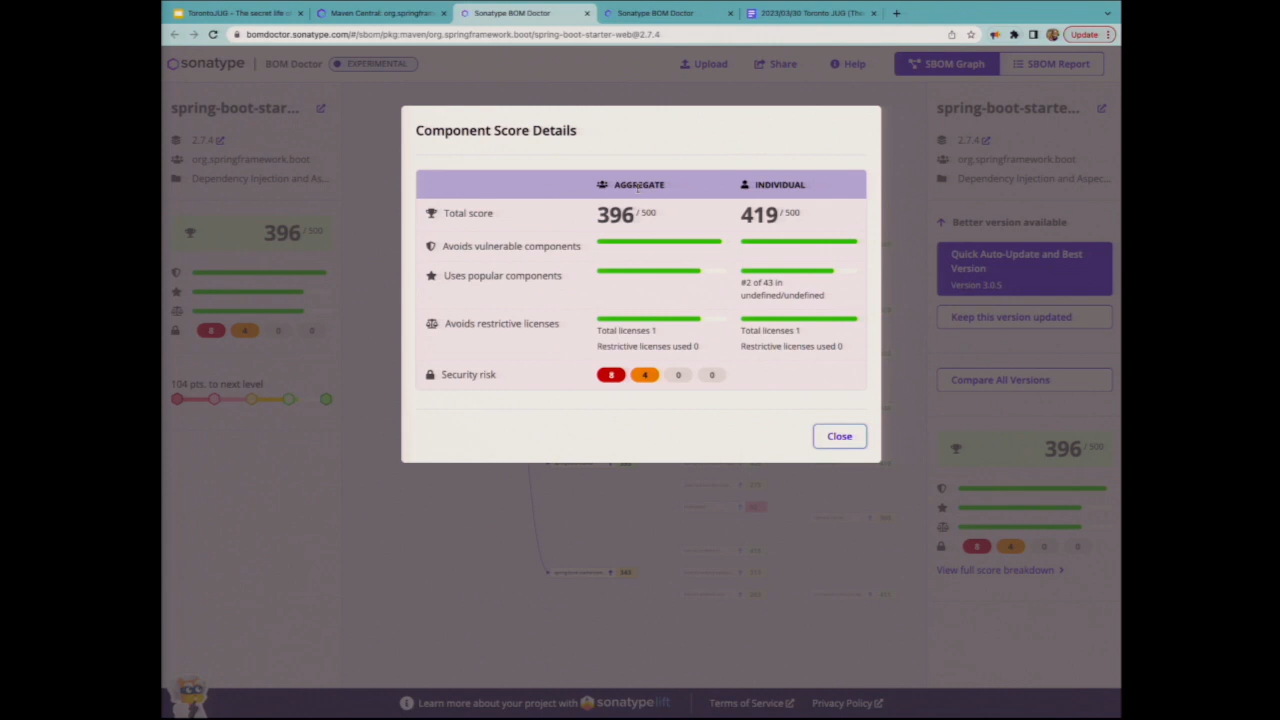 TorontoJUG - The secret life o
Maven Central: org.springfram
Sonatype BOM Doctor
Sonatype BOM Doctor
2023/03/30 Toronto JUG (Thi
bomdoctor.sonatype.com/#/sbom/pkg:maven/org.springframework.boot/spring-boot-starter-web@2.7.4
Update
sonatype
BOM Doctor
EXPERIMENTAL
Upload
Share
Help
SBOM Graph
SBOM Report
spring-boot-star...
2.7.4
org.springframework.boot
Dependency Injection and As...
396 / 500
8 4 0 0
104 pts. to next level
Component Score Details
AGGREGATE INDIVIDUAL
Total score 396 / 500 419 / 500
Avoids vulnerable components
Uses popular components
#2 of 43 in
undefined/undefined
Avoids restrictive licenses
Total licenses 1 Total licenses 1
Restrictive licenses used 0 Restrictive licenses used 0
Security risk 8 4 0 0
Close
spring-boot-starte...
2.7.4
org.springframework.boot
Dependency Injection and Aspec...
Better version available
Quick Auto-Update and Best
Version
Version 3.0.5
Keep this version updated
Compare All Versions
396 / 500
8 4 0 0
View full score breakdown
Learn more about your project with sonatype lift
Terms of Service
Privacy Policy